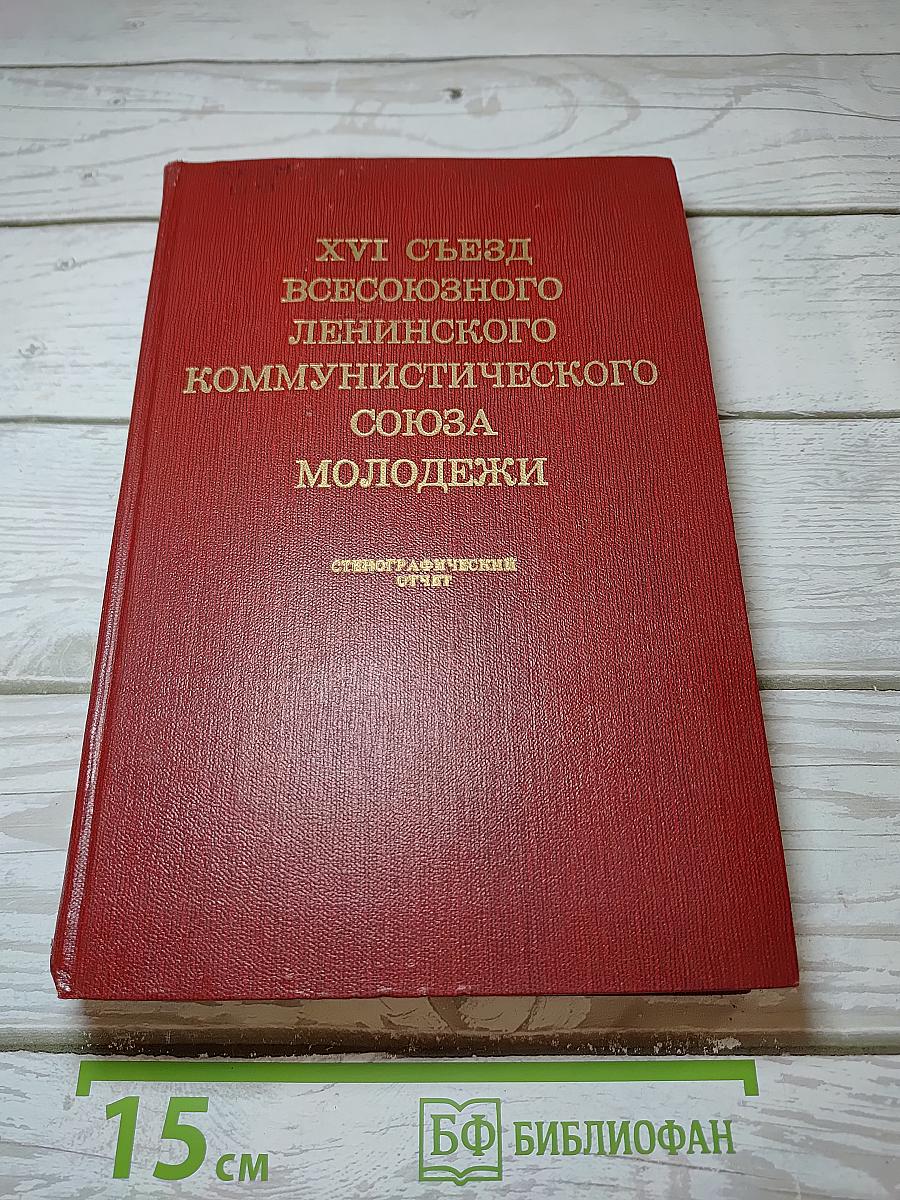 XVI СЪЕЗД
ВСЕСОЮЗНОГО
ЛЕНИНСКОГО
КОММУНИСТИЧЕСКОГО
СОЮЗА
МОЛОДЕЖИ
СТЕНОГРАФИЧЕСКИЙ
ОТЧЕТ
15 см
БФ БИБЛИОФАН